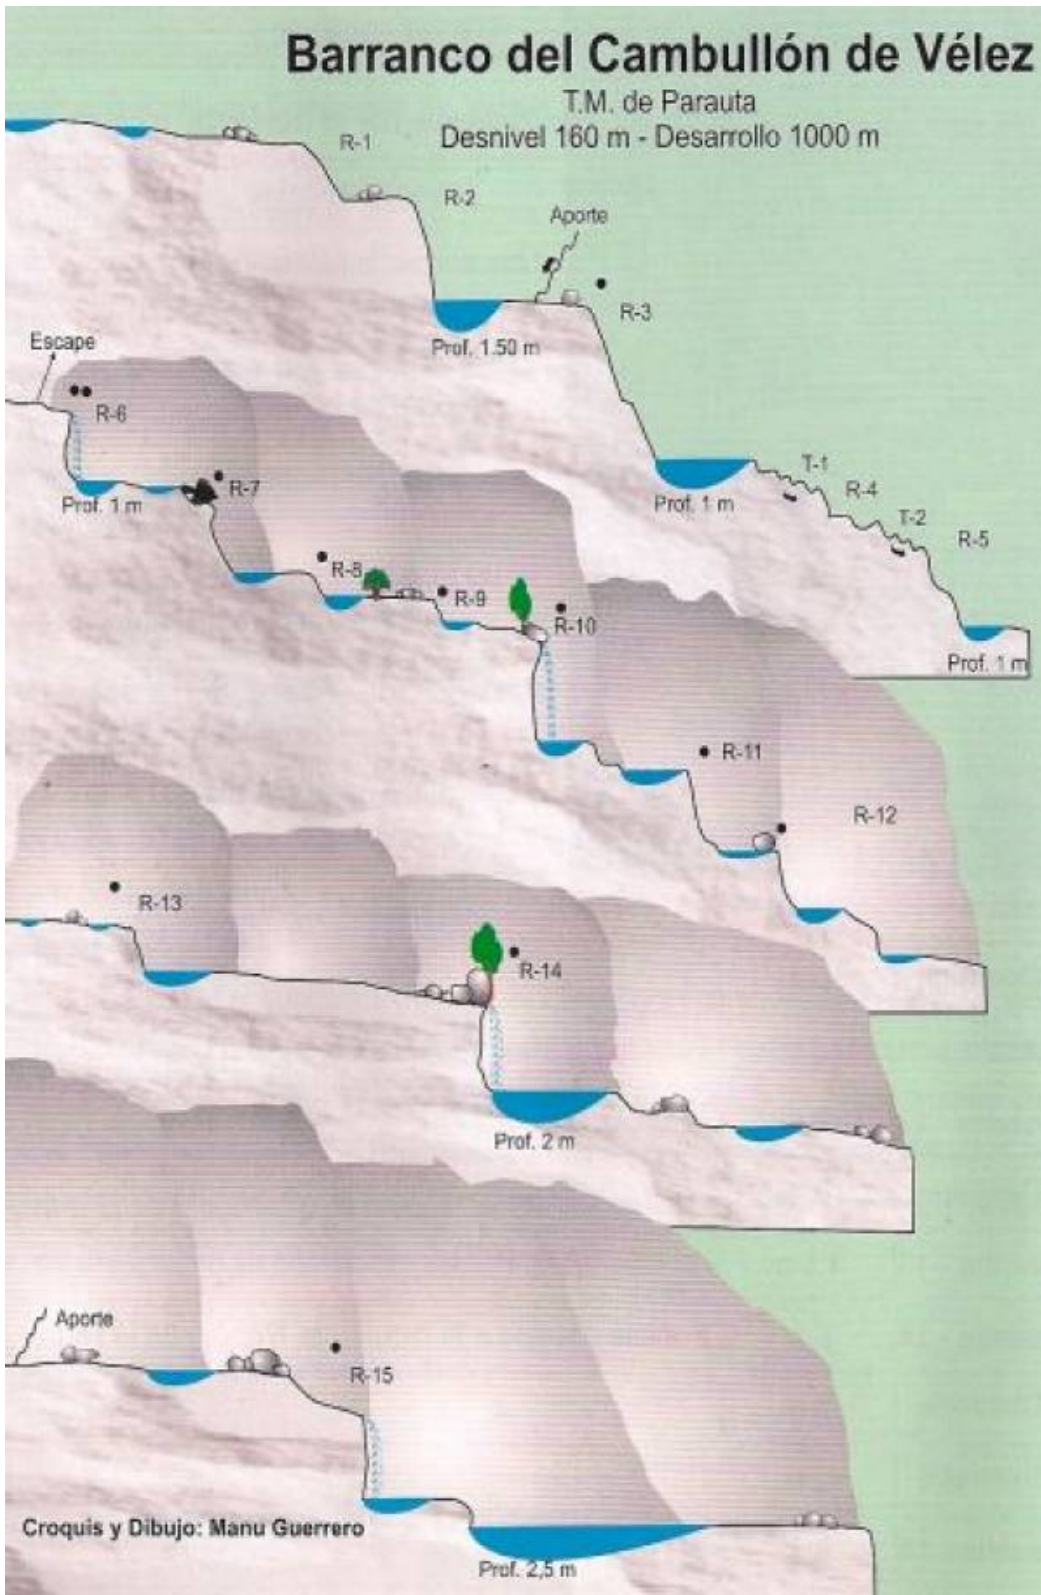 Barranco del Cambullón de Vélez
T.M. de Parauta
Desnivel 160 m - Desarrollo 1000 m
R-1
R-2
Aporte
R-3
Prof. 1.50 m
Escape
R-6
T-1
R-4
Prof. 1 m
T-2
R-5
R-7
Prof. 1 m
R-8
R-9
R-10
Prof. 1 m
R-11
R-12
R-13
R-14
Prof. 2 m
Aporte
R-15
Croquis y Dibujo: Manu Guerrero
Prof. 2,5 m